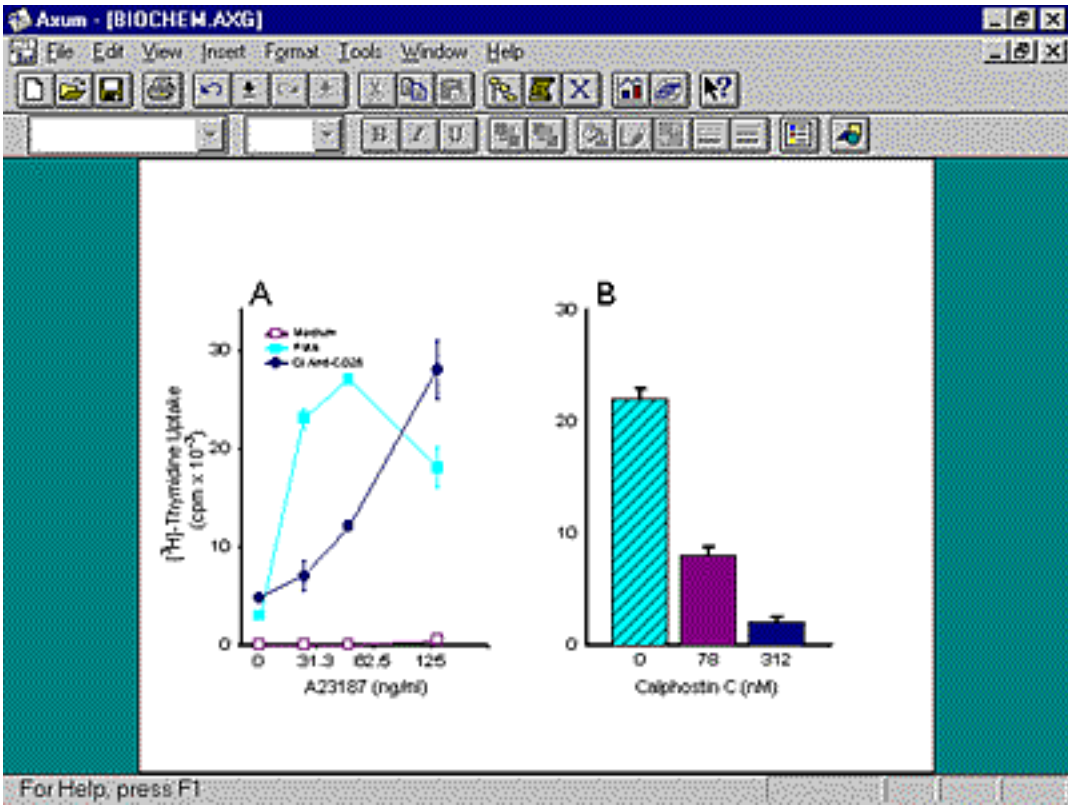 Axum - [BIOCHEM.AXG]
File Edit View Insert Format Tools Window Help
B I U
A
Medium
PMA
30
20
10
0
[³H]-Thymidine Uptake
(cpm x 10⁻³)
0 31.3 62.5 125
A23187 (ng/ml)
B
30
20
10
0
0 78 312
Calphostin-C (nM)
For Help, press F1